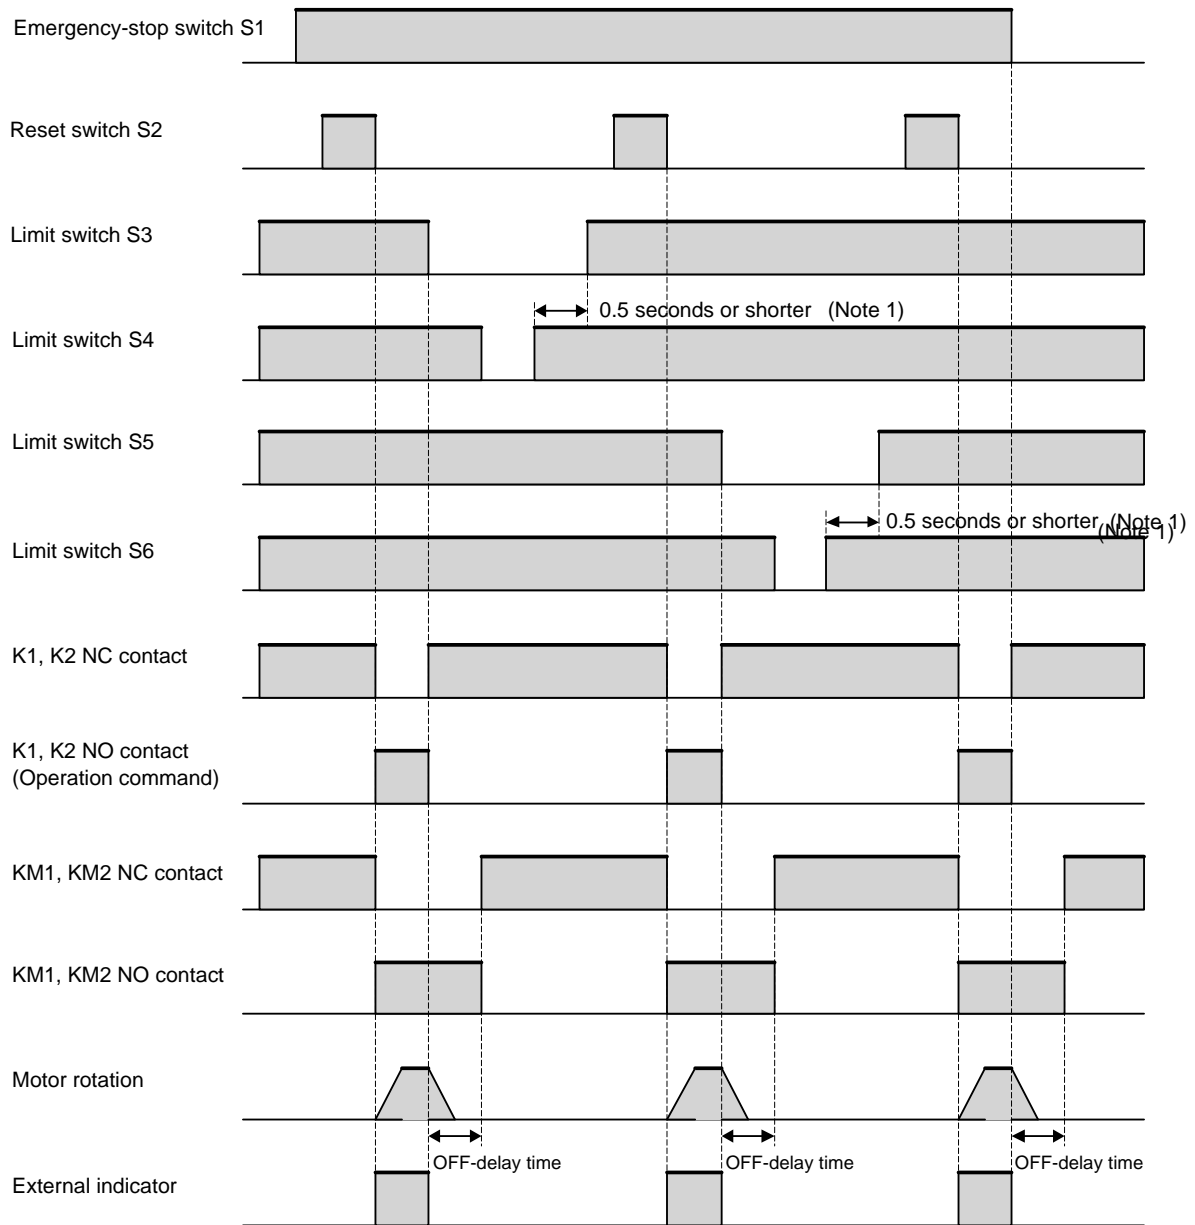 Emergency-stop switch S1
Reset switch S2
Limit switch S3
0.5 seconds or shorter (Note 1)
Limit switch S4
Limit switch S5
0.5 seconds or shorter (Note 1)
(Note 1)
Limit switch S6
K1, K2 NC contact
K1, K2 NO contact
(Operation command)
KM1, KM2 NC contact
KM1, KM2 NO contact
Motor rotation
OFF-delay time
OFF-delay time
OFF-delay time
External indicator